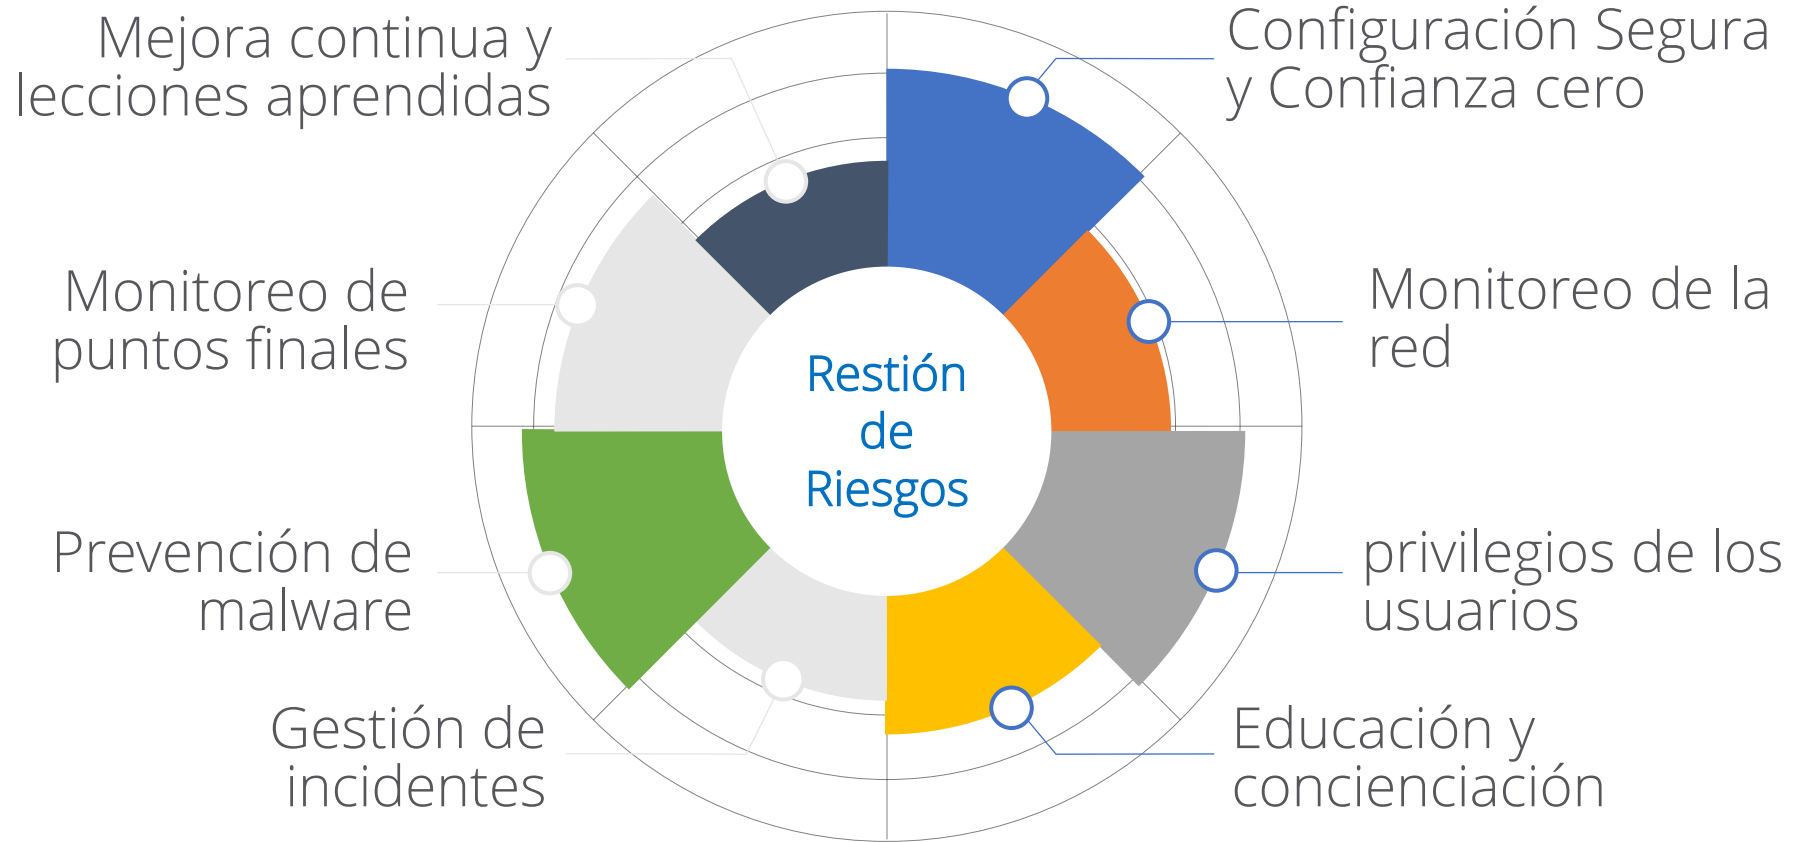 Mejora continua y
lecciones aprendidas
Configuración Segura
y Confianza cero
Monitoreo de
puntos finales
Monitoreo de la
red
Restión
de
Riesgos
Prevención de
malware
privilegios de los
usuarios
Gestión de
incidentes
Educación y
concienciación